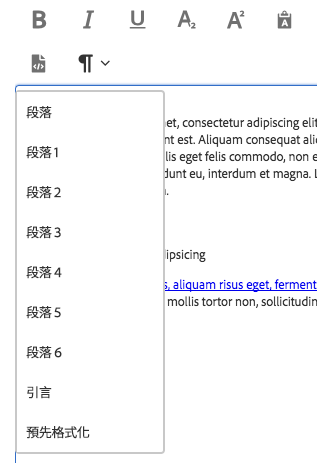 B I U A₂ A² A
段落
段落 1
段落 2
段落 3
段落 4
段落 5
段落 6
引言
預先格式化
et, consectetur adipiscing elit
nt est. Aliquam consequat ali
lis eget felis commodo, non e
dunt eu, interdum et magna. L
ipsicing
s, aliquam risus eget, ferment
mollis tortor non, sollicitudin